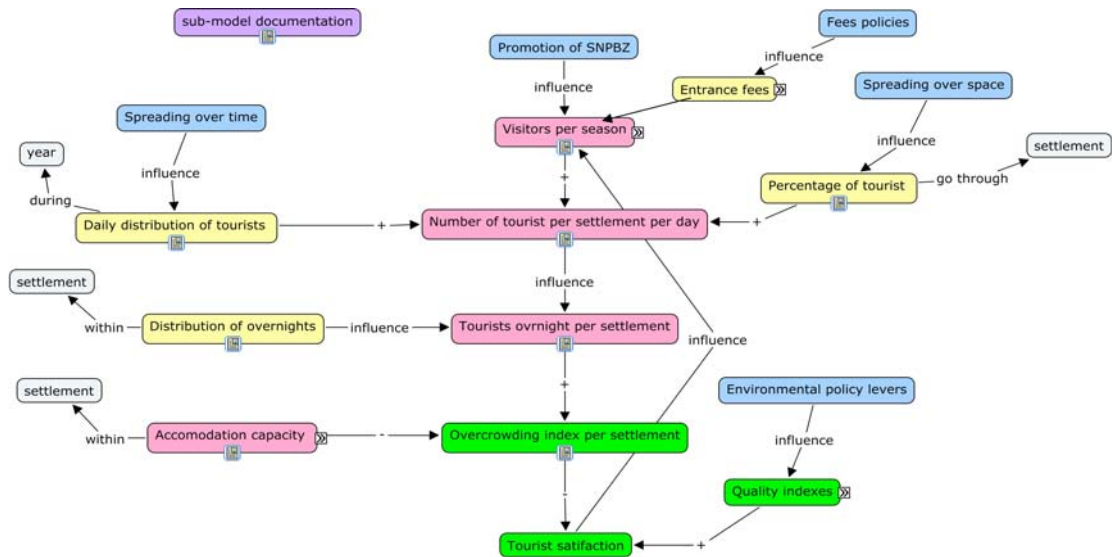 sub-model documentation
Fees policies
Promotion of SNPBZ
influence
influence
Entrance fees
Spreading over space
Spreading over time
Visitors per season
influence
year
influence
settlement
+
during
Percentage of tourist
go through
Daily distribution of tourists
+
Number of tourist per settlement per day
+
settlement
influence
within
Distribution of overnights
influence
Tourists ovrnight per settlement
influence
settlement
+
Environmental policy levers
within
Accomodation capacity
-
Overcrowding index per settlement
influence
-
Quality indexes
Tourist satifaction
+